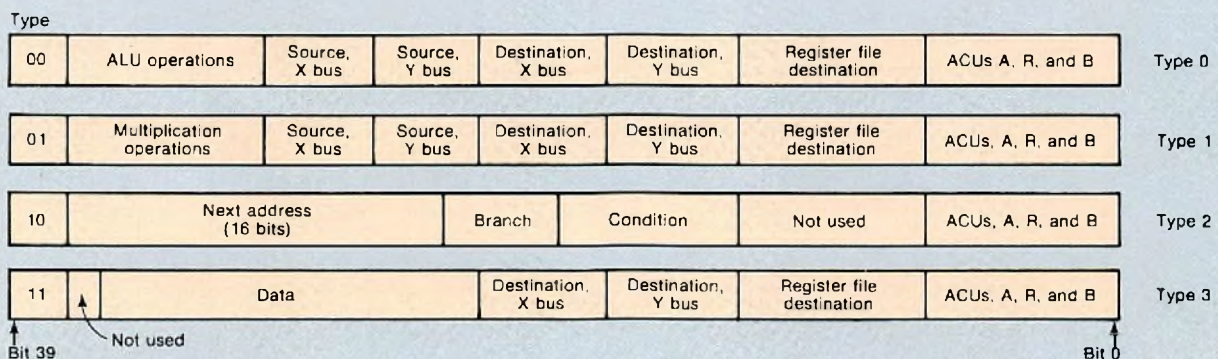 Type
00 ALU operations Source, X bus Source, Y bus Destination, X bus Destination, Y bus Register file destination ACUs A, R, and B Type 0
01 Multiplication operations Source, X bus Source, Y bus Destination, X bus Destination, Y bus Register file destination ACUs, A, R, and B Type 1
10 Next address (16 bits) Branch Condition Not used ACUs, A, R, and B Type 2
11 Data Destination, X bus Destination, Y bus Register file destination ACUs, A, R, and B Type 3
Not used
Bit 39 Bit 0